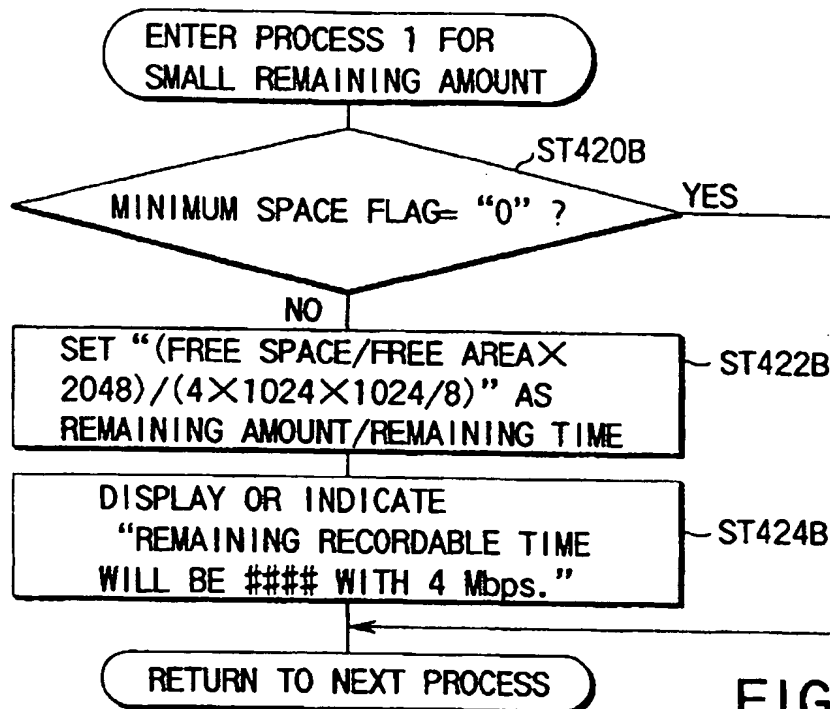 ENTER PROCESS 1 FOR
SMALL REMAINING AMOUNT
ST420B
MINIMUM SPACE FLAG= “0” ?
YES
NO
SET “(FREE SPACE/FREE AREA×
2048)/(4×1024×1024/8)” AS
REMAINING AMOUNT/REMAINING TIME
ST422B
DISPLAY OR INDICATE
“REMAINING RECORDABLE TIME
WILL BE #### WITH 4 Mbps.”
ST424B
RETURN TO NEXT PROCESS
FIG